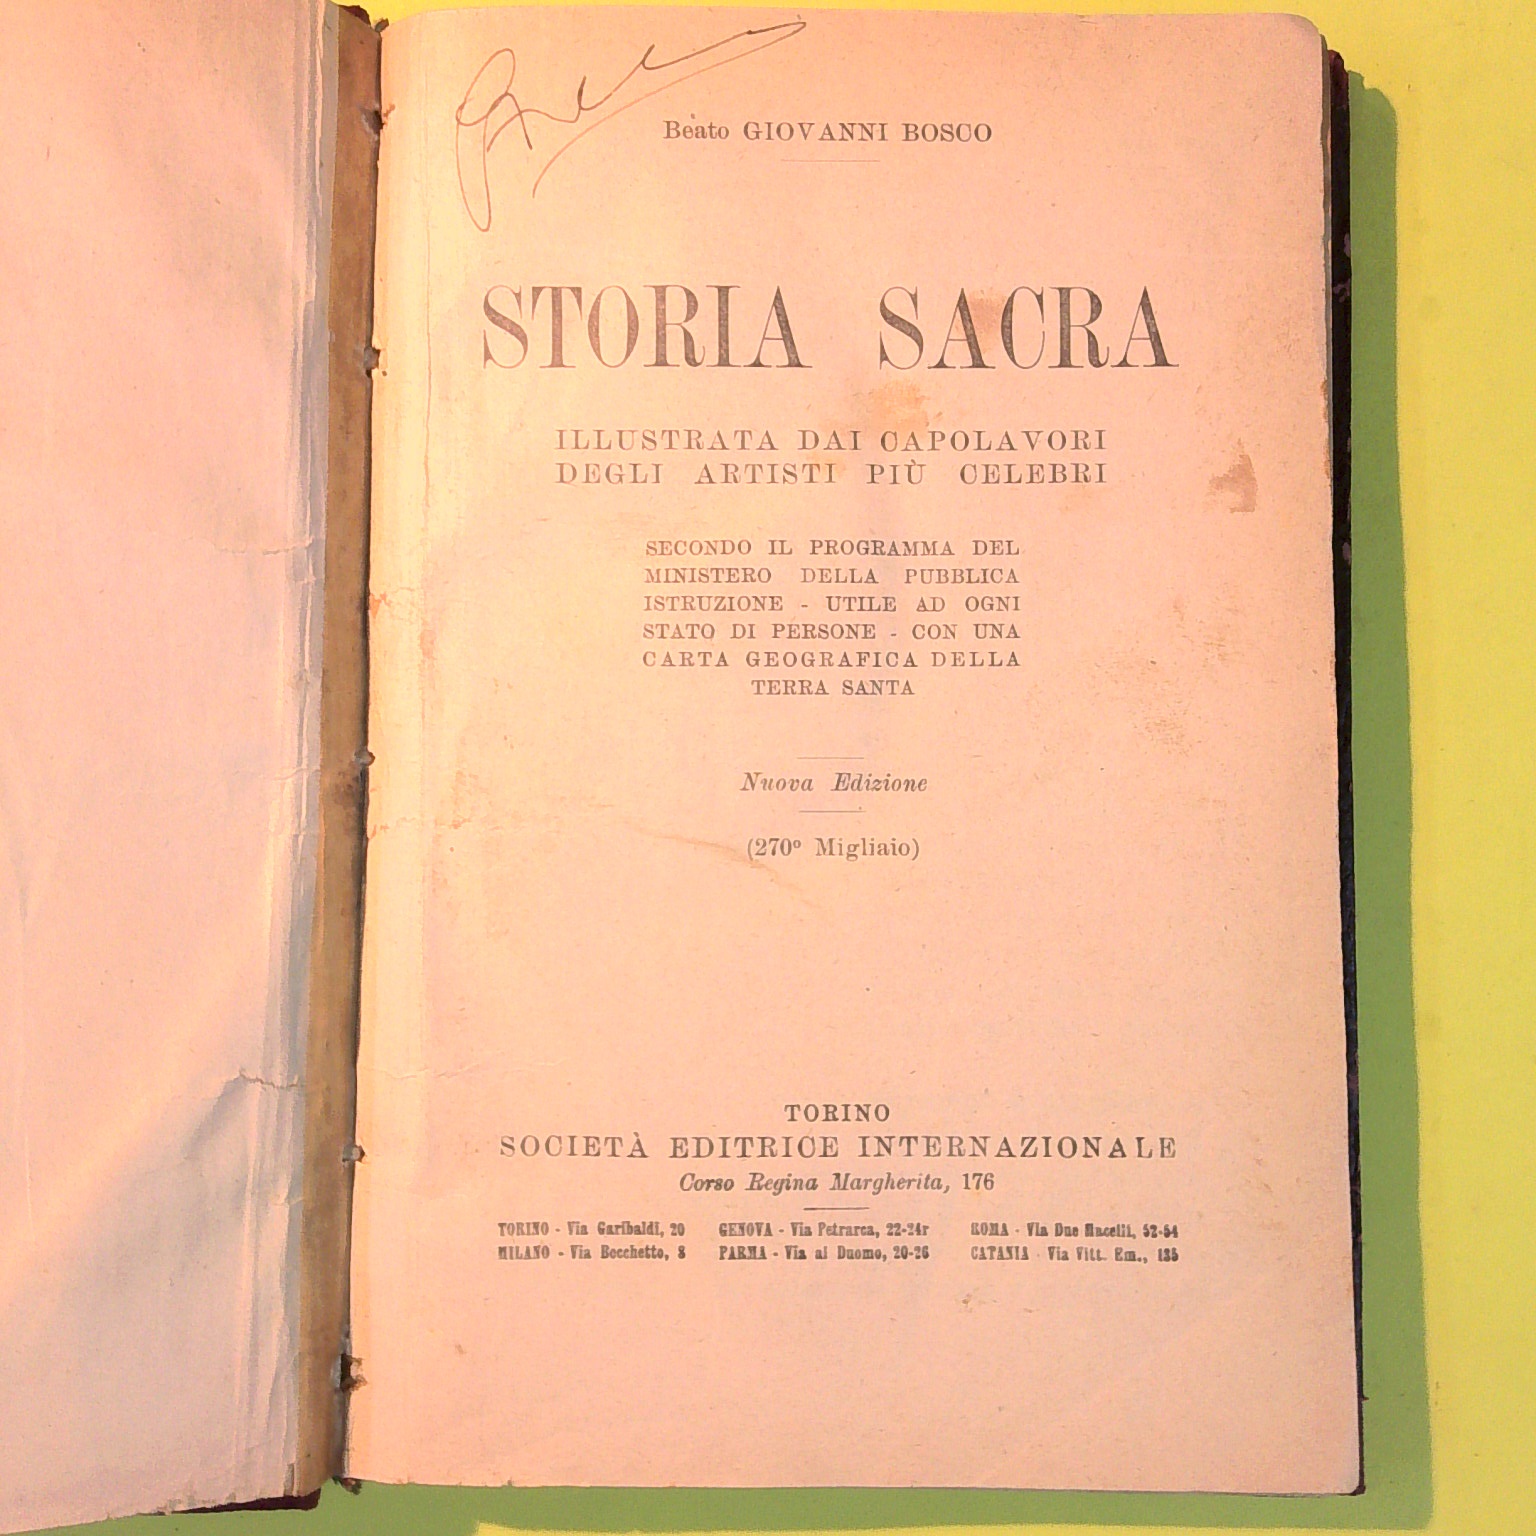 Beato GIOVANNI BOSCO
STORIA SACRA
ILLUSTRATA DAI CAPOLAVORI
DEGLI ARTISTI PIÙ CELEBRI
SECONDO IL PROGRAMMA DEL
MINISTERO DELLA PUBBLICA
ISTRUZIONE - UTILE AD OGNI
STATO DI PERSONE - CON UNA
CARTA GEOGRAFICA DELLA
TERRA SANTA
Nuova Edizione
(270° Migliaio)
TORINO
SOCIETÀ EDITRICE INTERNAZIONALE
Corso Regina Margherita, 176
TORINO - Via Garibaldi, 20 GENOVA - Via Petrarca, 22-24r ROMA - Via Due Macelli, 52-54
MILANO - Via Bocchetto, 8 PARMA - Via al Duomo, 20-26 CATANIA - Via Vitt. Em., 135